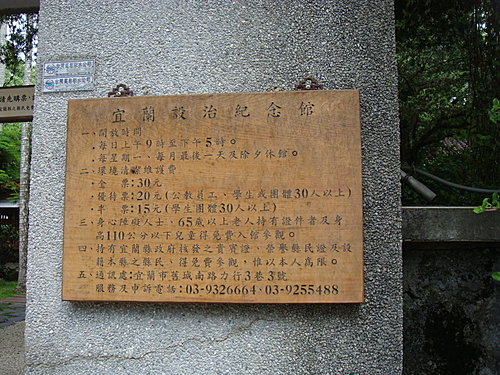 宜蘭設治紀念館
一、開放時間
．每日上午9時至下午5時。
．每星期一、每月最後一天及除夕休館。
二、環境清潔維護費
．全票：30元
．優待票：20元（公教員工、學生或團體30人以上）
．半票：15元（學生團體30人以上）
三、身心障礙人士、65歲以上老人持有證件者及身
高110公分以下兒童得免費入館參觀。
四、持有宜蘭縣政府核發之貴賓證、榮譽縣民證及設
籍本縣之縣民，得免費參觀，惟以本人為限。
五、通訊處：宜蘭市舊城南路力行3巷3號
服務及申訴電話：03-9326664．03-9255488
請先購票